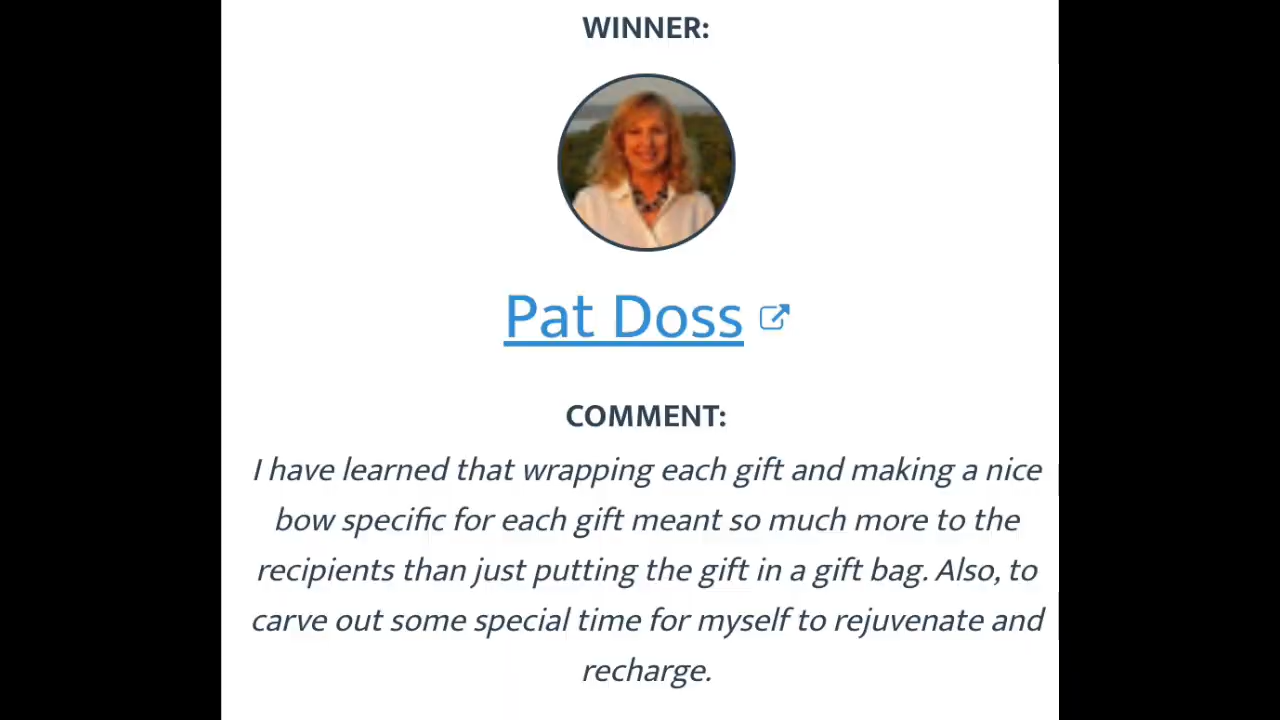 WINNER:
Pat Doss
COMMENT:
I have learned that wrapping each gift and making a nice
bow specific for each gift meant so much more to the
recipients than just putting the gift in a gift bag. Also, to
carve out some special time for myself to rejuvenate and
recharge.